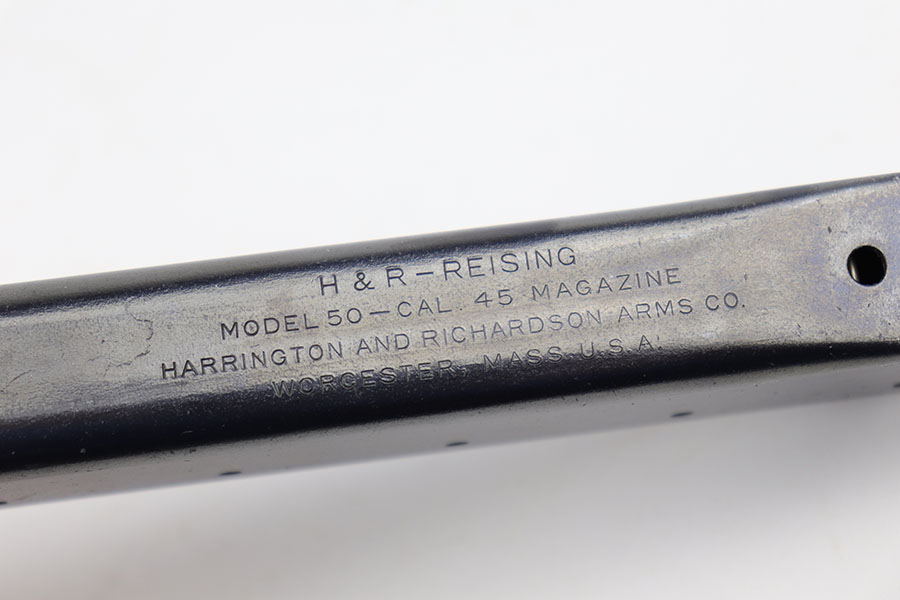 H & R-REISING
MODEL 50-CAL. 45 MAGAZINE
HARRINGTON AND RICHARDSON ARMS CO.
WORCESTER, MASS. U.S.A.